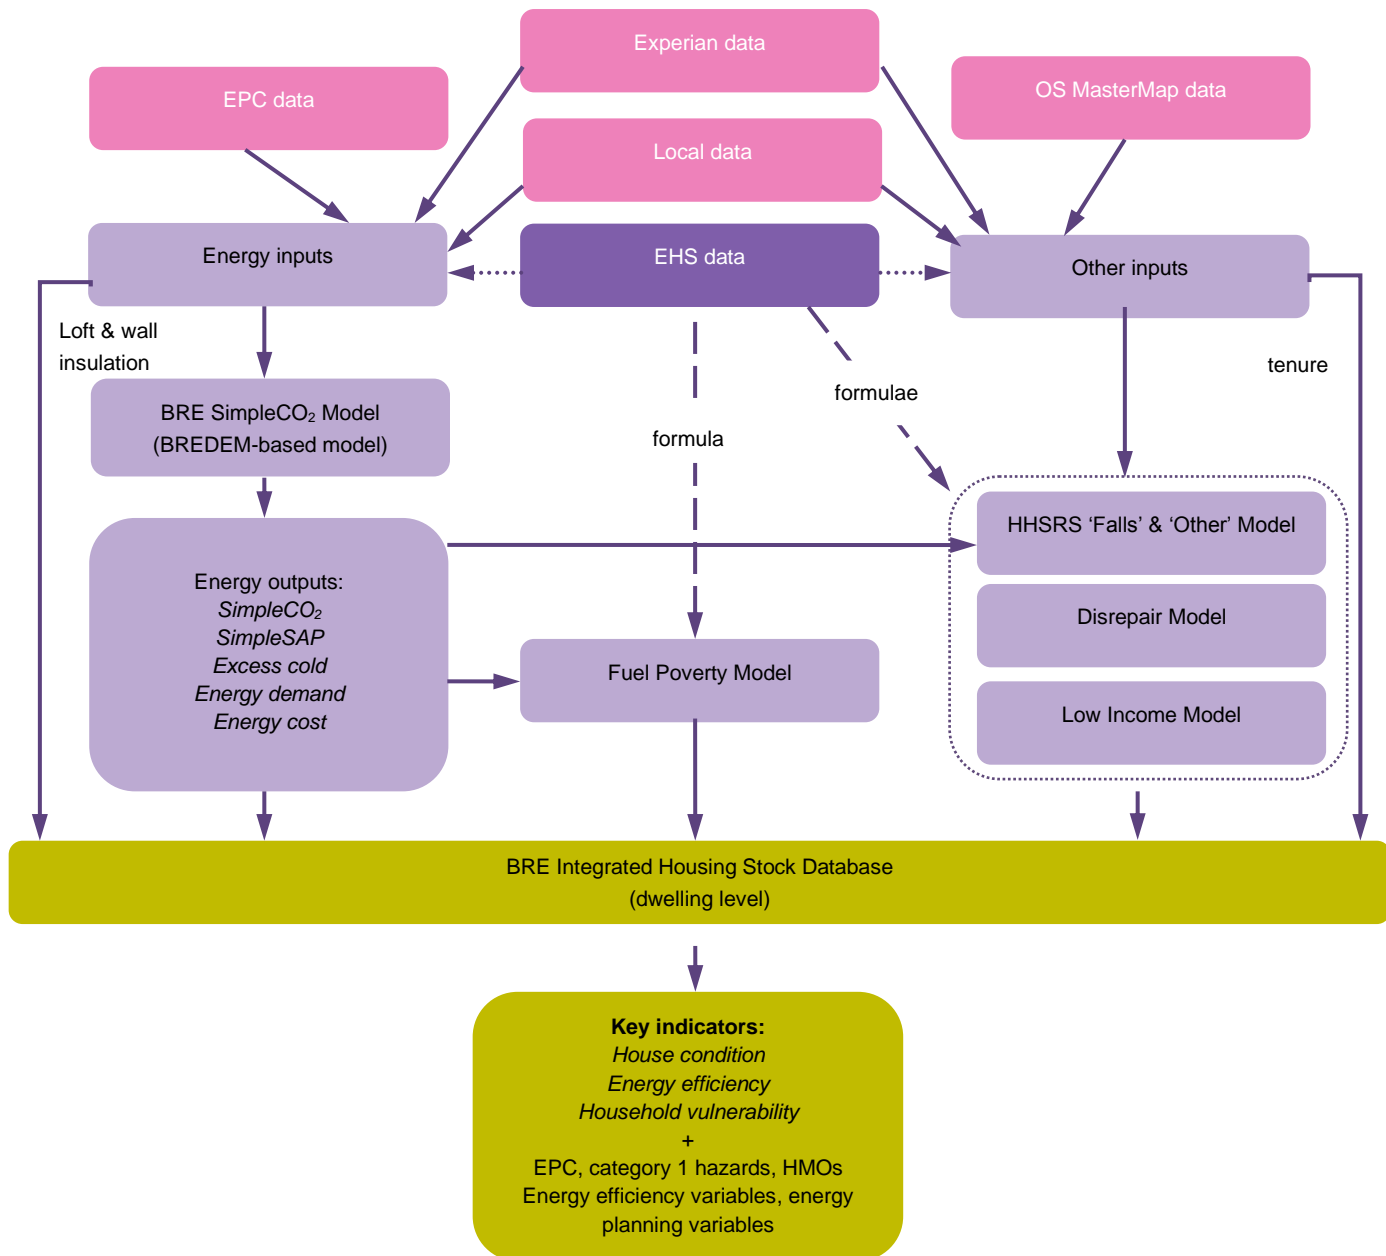 Experian data
EPC data
OS MasterMap data
Local data
Energy inputs
EHS data
Other inputs
Loft & wall
insulation
tenure
formulae
BRE SimpleCO₂ Model
(BREDEM-based model)
formula
HHSRS ‘Falls’ & ‘Other’ Model
Energy outputs:
SimpleCO₂
SimpleSAP
Excess cold
Energy demand
Energy cost
Disrepair Model
Fuel Poverty Model
Low Income Model
BRE Integrated Housing Stock Database
(dwelling level)
Key indicators:
House condition
Energy efficiency
Household vulnerability
+
EPC, category 1 hazards, HMOs
Energy efficiency variables, energy
planning variables